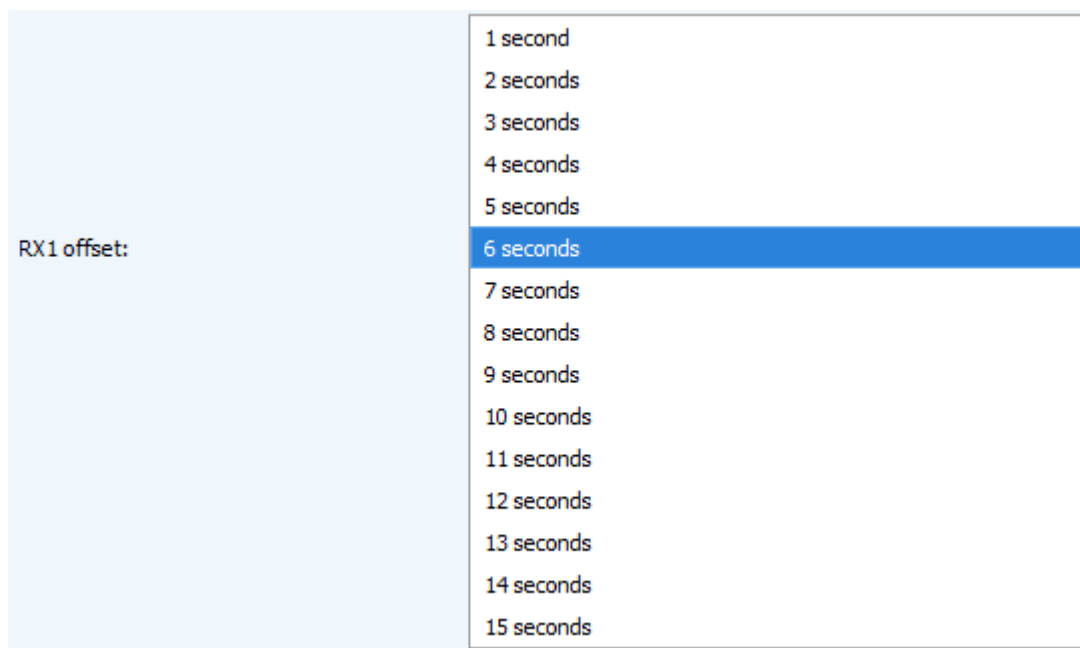 1 second
2 seconds
3 seconds
4 seconds
5 seconds
RX1 offset:
6 seconds
7 seconds
8 seconds
9 seconds
10 seconds
11 seconds
12 seconds
13 seconds
14 seconds
15 seconds